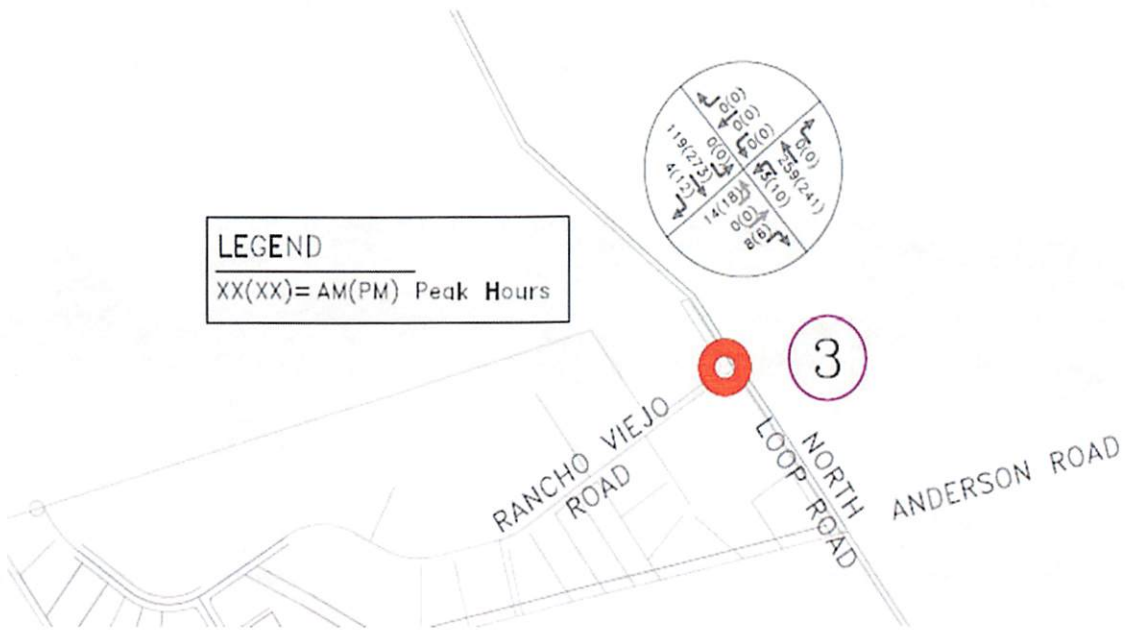 0(0)
0(0)
0(0)
0(0)
119(273)
4(12)
0(0)
259(241)
14(18)
0(0)
8(6)
LEGEND
XX(XX)= AM(PM) Peak Hours
3
RANCHO VIEJO
ROAD
NORTH
LOOP ROAD
ANDERSON ROAD